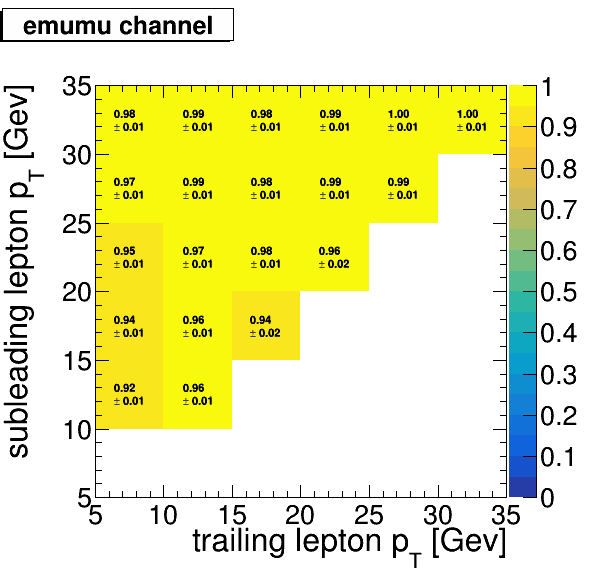 emumu channel
subleading lepton pT [Gev]
35
30
25
20
15
10
5
0.98 0.99 0.98 0.99 1.00 1.00
± 0.01 ± 0.01 ± 0.01 ± 0.01 ± 0.01 ± 0.01
0.97 0.99 0.98 0.99 0.99
± 0.01 ± 0.01 ± 0.01 ± 0.01 ± 0.01
0.95 0.97 0.98 0.96
± 0.01 ± 0.01 ± 0.01 ± 0.02
0.94 0.96 0.94
± 0.01 ± 0.01 ± 0.02
0.92 0.96
± 0.01 ± 0.01
5 10 15 20 25 30 35
trailing lepton pT [Gev]
1
0.9
0.8
0.7
0.6
0.5
0.4
0.3
0.2
0.1
0